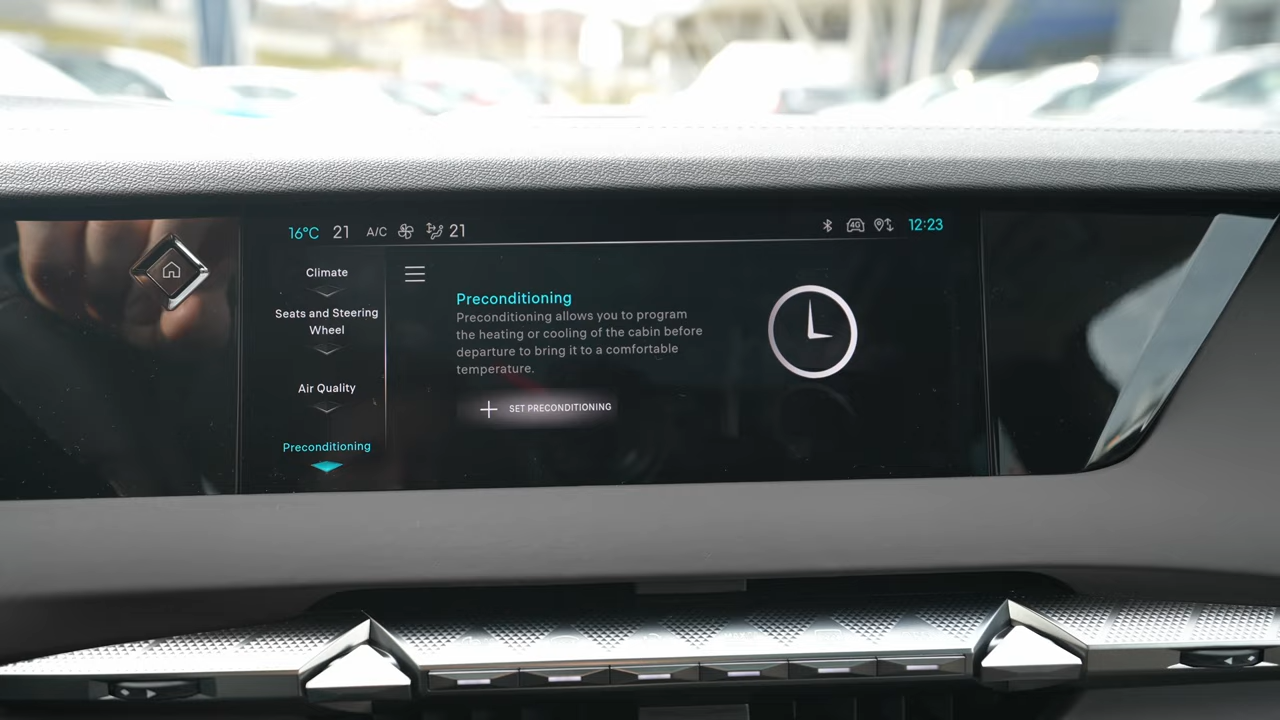 16°C 21 A/C 21 4G 12:23
Climate
Seats and Steering
Wheel
Air Quality
Preconditioning
Preconditioning
Preconditioning allows you to program
the heating or cooling of the cabin before
departure to bring it to a comfortable
temperature.
SET PRECONDITIONING